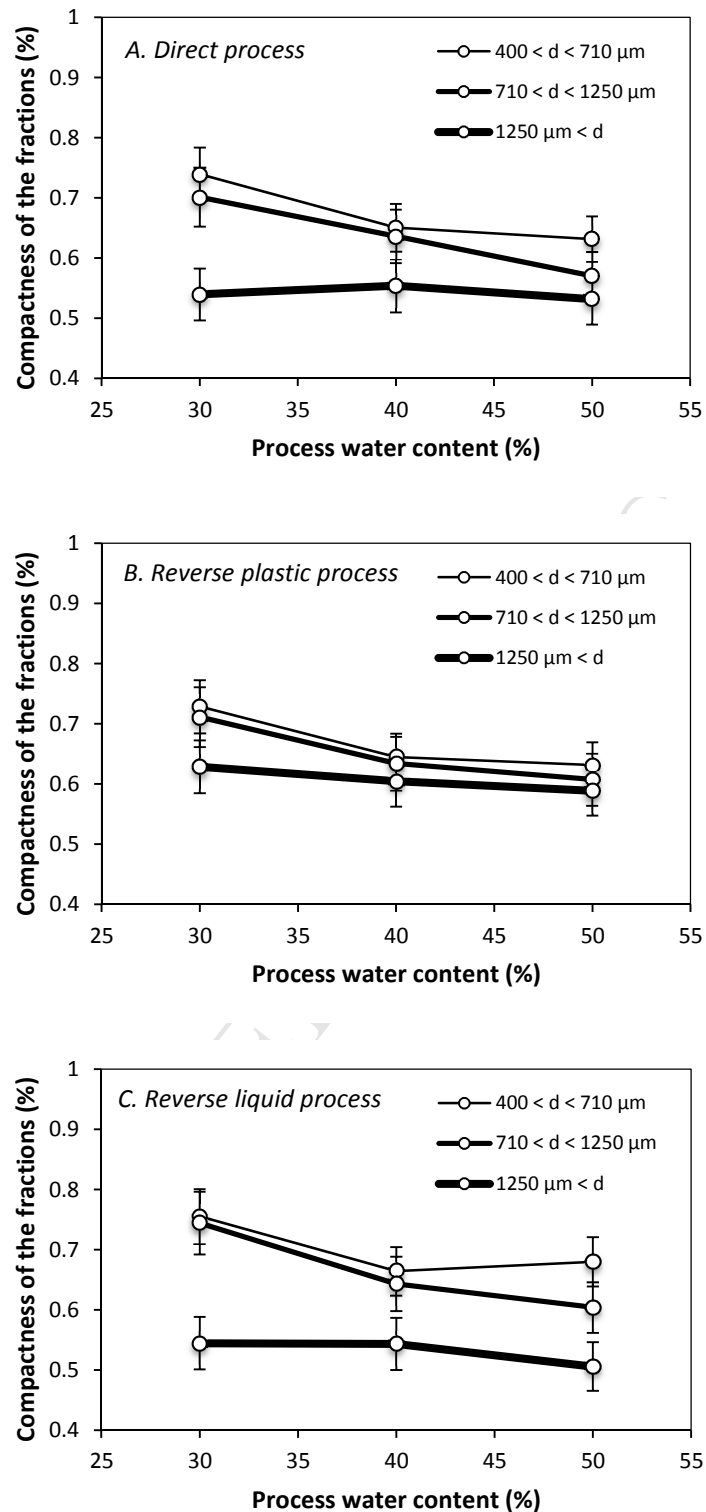 A. Direct process
400 < d < 710 µm
710 < d < 1250 µm
1250 µm < d
Compactness of the fractions (%)
1
0.9
0.8
0.7
0.6
0.5
0.4
25 30 35 40 45 50 55
Process water content (%)
B. Reverse plastic process
400 < d < 710 µm
710 < d < 1250 µm
1250 µm < d
Compactness of the fractions (%)
1
0.9
0.8
0.7
0.6
0.5
0.4
25 30 35 40 45 50 55
Process water content (%)
C. Reverse liquid process
400 < d < 710 µm
710 < d < 1250 µm
1250 µm < d
Compactness of the fractions (%)
1
0.9
0.8
0.7
0.6
0.5
0.4
25 30 35 40 45 50 55
Process water content (%)